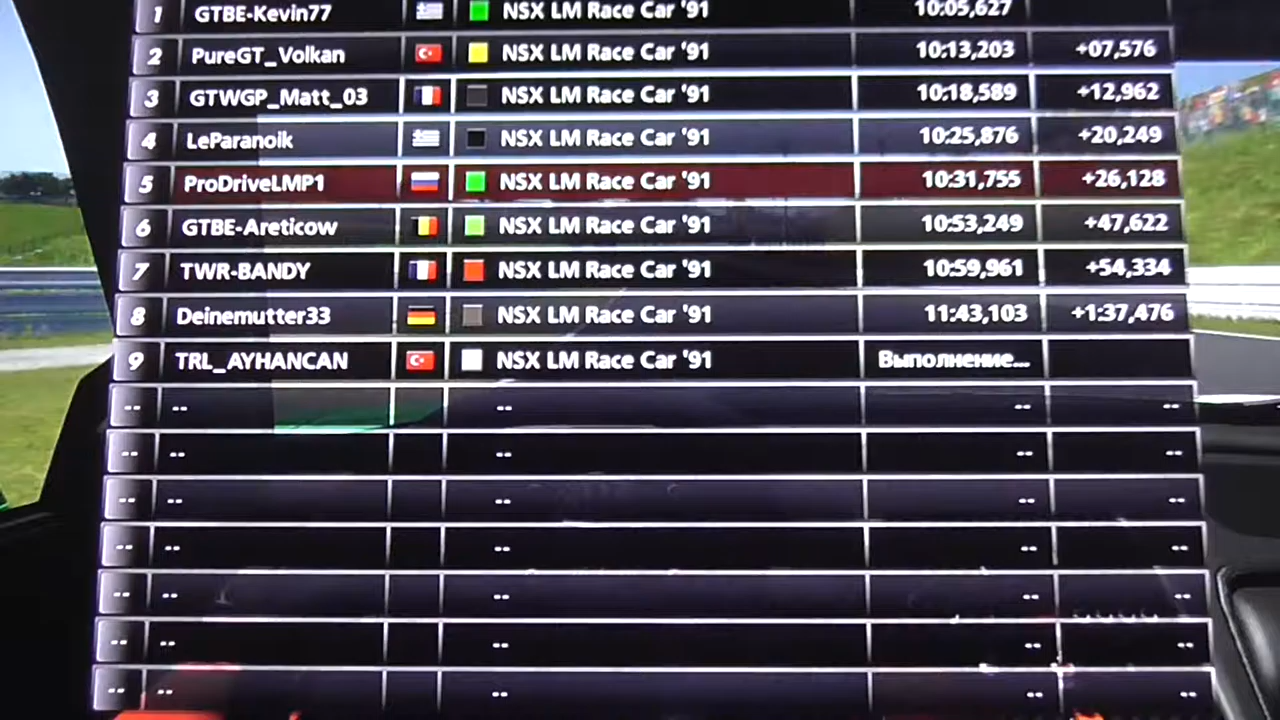 1 GTBE-Kevin77 NSX LM Race Car '91 10:05,627
2 PureGT_Volkan NSX LM Race Car '91 10:13,203 +07,576
3 GTWGP_Matt_03 NSX LM Race Car '91 10:18,589 +12,962
4 LeParanoik NSX LM Race Car '91 10:25,876 +20,249
5 ProDriveLMP1 NSX LM Race Car '91 10:31,755 +26,128
6 GTBE-Areticow NSX LM Race Car '91 10:53,249 +47,622
7 TWR-BANDY NSX LM Race Car '91 10:59,961 +54,334
8 Deinemutter33 NSX LM Race Car '91 11:43,103 +1:37,476
9 TRL_AYHANCAN NSX LM Race Car '91 Выполнение...
-- -- -- -- --
-- -- -- -- --
-- -- -- -- --
-- -- -- -- --
-- -- -- -- --
-- -- -- -- --
-- -- -- -- --